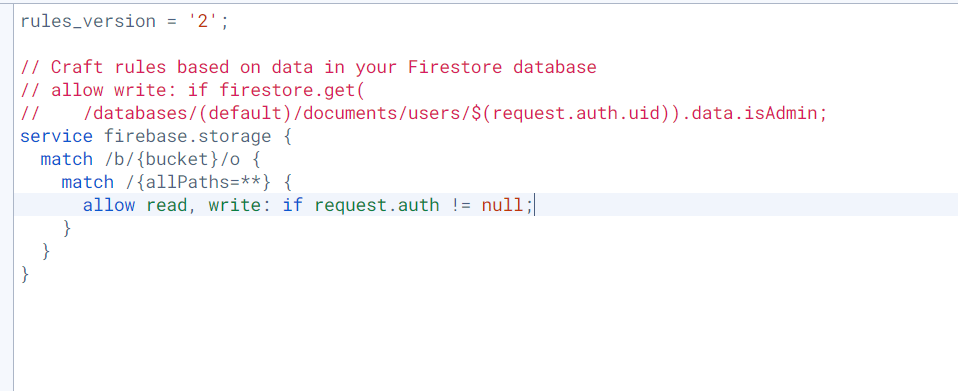 rules_version = '2';

// Craft rules based on data in your Firestore database
// allow write: if firestore.get(
//    /databases/(default)/documents/users/$(request.auth.uid)).data.isAdmin;
service firebase.storage {
  match /b/{bucket}/o {
    match /{allPaths=**} {
      allow read, write: if request.auth != null;
    }
  }
}